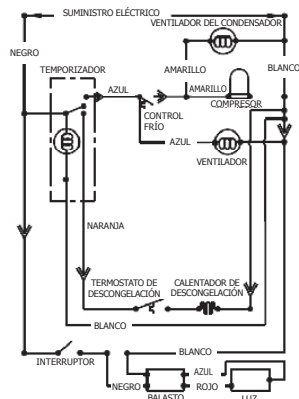 SUMINISTRO ELÉCTRICO
VENTILADOR DEL CONDENSADOR
NEGRO
TEMPORIZADOR
AMARILLO
BLANCO
AZUL
AMARILLO
COMPRESOR
CONTROL
FRÍO
AZUL
VENTILADOR
NARANJA
TERMOSTATO DE
DESCONGELACIÓN
CALENTADOR DE
DESCONGELACIÓN
BLANCO
INTERRUPTOR
BLANCO
AZUL
NEGRO
ROJO
BALASTO
LUZ